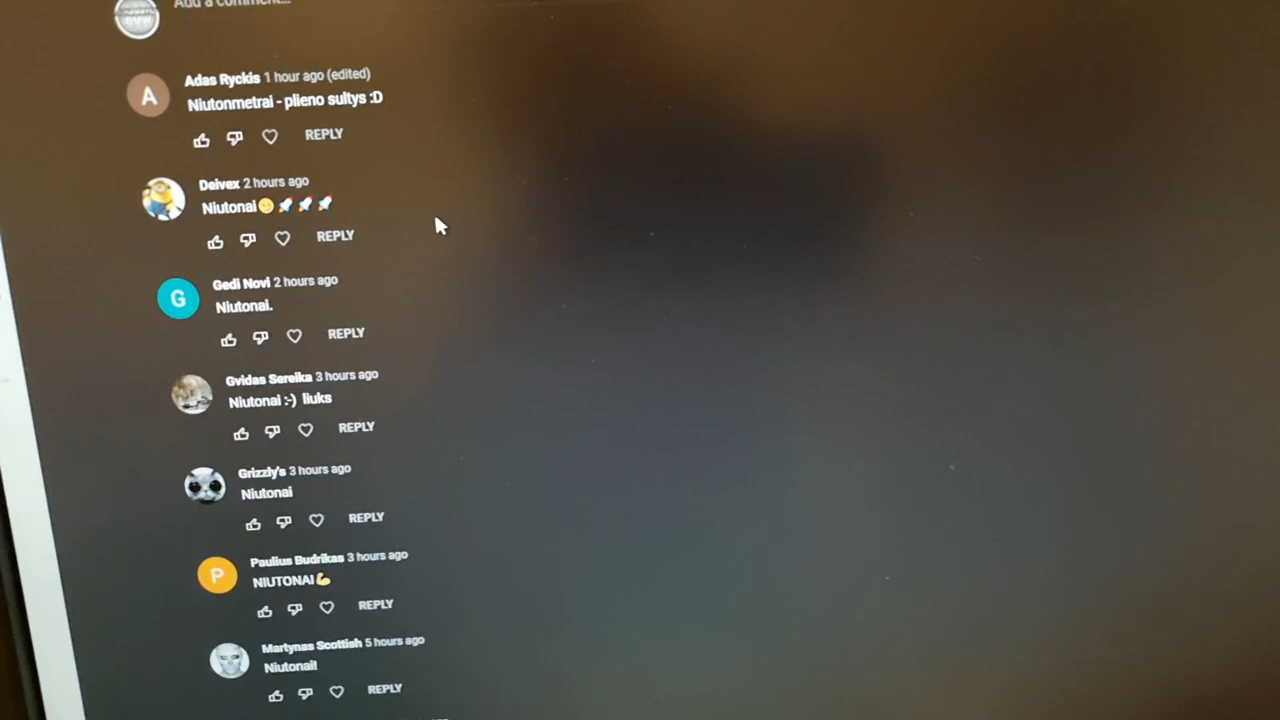 Add a comment...
Adas Ryckis 1 hour ago (edited)
Niutonmetrai - plieno sultys :D
REPLY
Deivex 2 hours ago
Niutonai😋🚀🚀🚀
REPLY
Gedi Novi 2 hours ago
Niutonai.
REPLY
Gvidas Sereika 3 hours ago
Niutonai :-) liuks
REPLY
Grizzly's 3 hours ago
Niutonai
REPLY
Paulius Budrikas 3 hours ago
NIUTONAI💪
REPLY
Martynas Scottish 5 hours ago
Niutonai!
REPLY